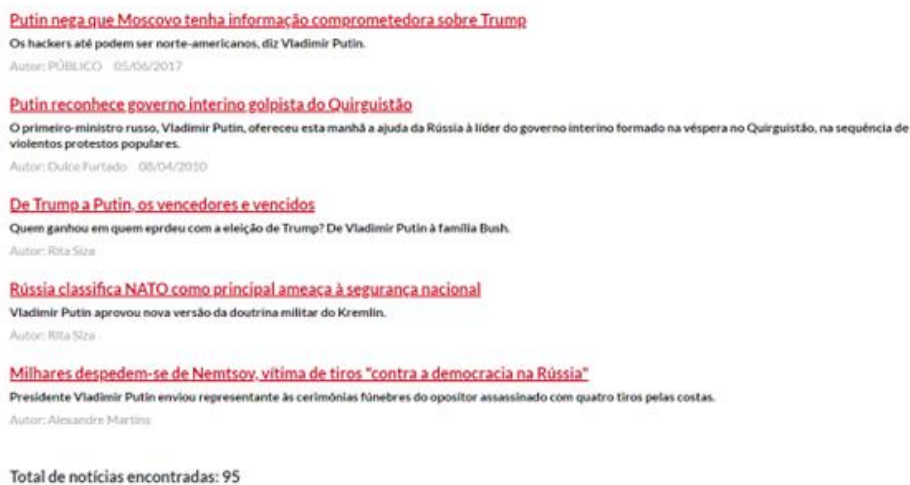 Putin nega que Moscovo tenha informação comprometedora sobre Trump
Os hackers até podem ser norte-americanos, diz Vladimir Putin.
Autor: PÚBLICO 05/06/2017
Putin reconhece governo interino golpista do Quirguistão
O primeiro-ministro russo, Vladimir Putin, ofereceu esta manhã a ajuda da Rússia à líder do governo interino formado na véspera no Quirguistão, na sequência de
violentos protestos populares.
Autor: Dulce Furtado 08/04/2010
De Trump a Putin, os vencedores e vencidos
Quem ganhou em quem eprdeu com a eleição de Trump? De Vladimir Putin à família Bush.
Autor: Rita Siza
Rússia classifica NATO como principal ameaça à segurança nacional
Vladimir Putin aprovou nova versão da doutrina militar do Kremlin.
Autor: Rita Siza
Milhares despedem-se de Nemtsov, vítima de tiros "contra a democracia na Rússia"
Presidente Vladimir Putin enviou representante às cerimónias fúnebres do opositor assassinado com quatro tiros pelas costas.
Autor: Alexandre Martins
Total de notícias encontradas: 95